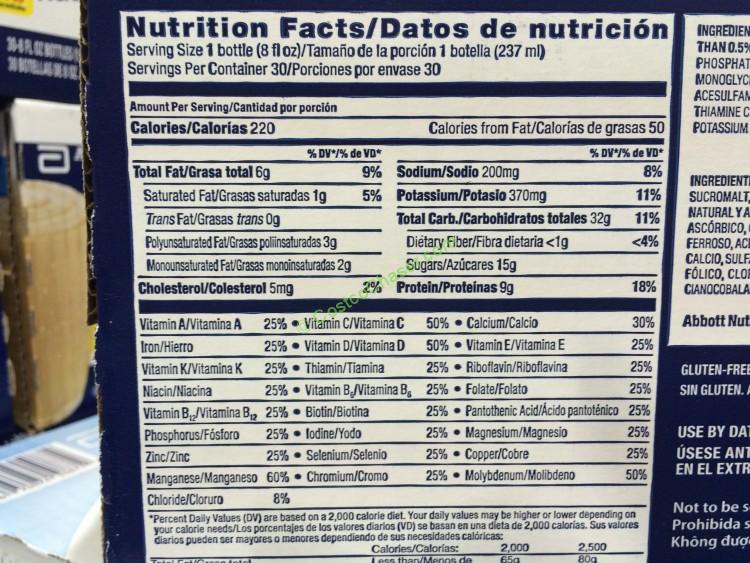 Nutrition Facts/Datos de nutrición
Serving Size 1 bottle (8 fl oz)/Tamaño de la porción 1 botella (237 ml)
Servings Per Container 30/Porciones por envase 30
Amount Per Serving/Cantidad por porción
Calories/Calorías 220 Calories from Fat/Calorías de grasas 50
% DV*/% de VD* % DV*/% de VD*
Total Fat/Grasa total 6g 9% Sodium/Sodio 200mg 8%
Saturated Fat/Grasas saturadas 1g 5% Potassium/Potasio 370mg 11%
Trans Fat/Grasas trans 0g Total Carb./Carbohidratos totales 32g 11%
Polyunsaturated Fat/Grasas poliinsaturadas 3g Dietary Fiber/Fibra dietaria <1g <4%
Monounsaturated Fat/Grasas monoinsaturadas 2g Sugars/Azúcares 15g
Cholesterol/Colesterol 5mg 2% Protein/Proteínas 9g 18%
Vitamin A/Vitamina A 25% • Vitamin C/Vitamina C 50% • Calcium/Calcio 30%
Iron/Hierro 25% • Vitamin D/Vitamina D 50% • Vitamin E/Vitamina E 25%
Vitamin K/Vitamina K 25% • Thiamin/Tiamina 25% • Riboflavin/Riboflavina 25%
Niacin/Niacina 25% • Vitamin B6/Vitamina B6 25% • Folate/Folato 25%
Vitamin B12/Vitamina B12 25% • Biotin/Biotina 25% • Pantothenic Acid/Ácido pantoténico 25%
Phosphorus/Fósforo 25% • Iodine/Yodo 25% • Magnesium/Magnesio 25%
Zinc/Zinc 25% • Selenium/Selenio 25% • Copper/Cobre 25%
Manganese/Manganeso 60% • Chromium/Cromo 25% • Molybdenum/Molibdeno 50%
Chloride/Cloruro 8%
*Percent Daily Values (DV) are based on a 2,000 calorie diet. Your daily values may be higher or lower depending on
your calorie needs/Los porcentajes de los valores diarios (VD) se basan en una dieta de 2,000 calorías. Sus valores
diarios pueden ser mayores o menores dependiendo de sus necesidades calóricas:
Calories/Calorías: 2,000 2,500
Total Fat/Grasa total Less than/Menos de 65g 80g
INGREDIEN
THAN 0.5%
PHOSPHAT
MONOGLYC
ACESULFAM
THIAMINE C
POTASSIUM
INGREDIENT
SUCROMALT,
NATURAL Y A
ASCÓRBICO,
FERROSO, AC
CALCIO, SULF
FÓLICO, CLO
CIANOCOBALA
Abbott Nut
GLUTEN-FREE
SIN GLUTEN. A
USE BY DAT
ÚSESE ANT
EN EL EXTR
Not to be s
Prohibida s
Không đượ